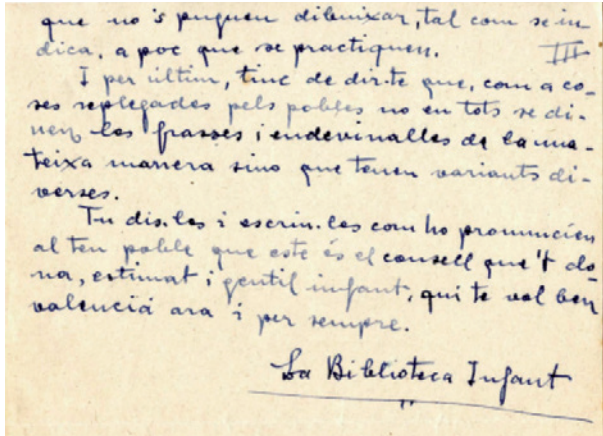 que no's puguen dibuixar, tal com se in-
dica, a poc que se practiquen.
III
I per últim, tinc de dir-te que, com a co-
ses replegades pels pobles no en tots se di-
uen les frasses i endevinalles de la ma-
teixa manera sino que tenen variants di-
verses.
Tu dis-les i escriu-les com ho pronuncien
al teu poble que este és el consell que't do-
na, estimat i gentil infant, qui te vol ben
valenciá ara i per sempre.
La Biblioteca Infant